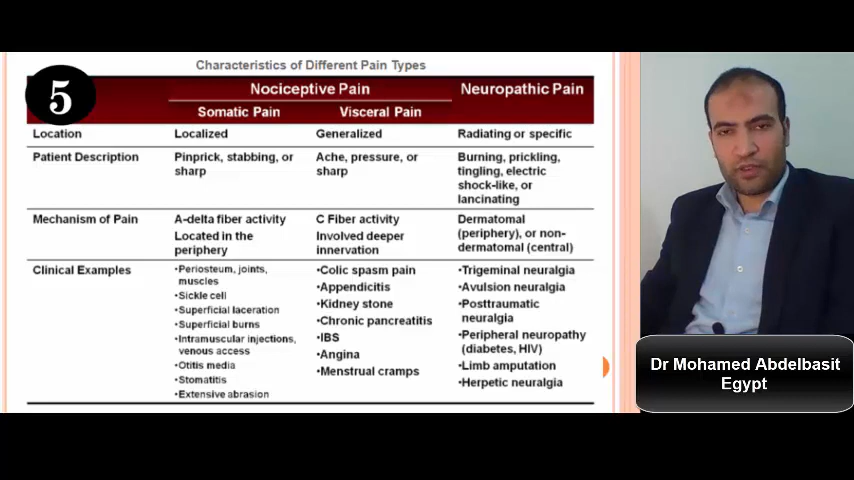 Characteristics of Different Pain Types
5
Nociceptive Pain
Neuropathic Pain
Somatic Pain
Visceral Pain
Location
Localized
Generalized
Radiating or specific
Patient Description
Pinprick, stabbing, or
sharp
Ache, pressure, or
sharp
Burning, prickling,
tingling, electric
shock-like, or
lancinating
Mechanism of Pain
A-delta fiber activity
Located in the
periphery
C Fiber activity
Involved deeper
innervation
Dermatomal
(periphery), or non-
dermatomal (central)
Clinical Examples
•Periosteum, joints,
muscles
•Sickle cell
•Superficial laceration
•Superficial burns
•Intramuscular injections,
venous access
•Otitis media
•Stomatitis
•Extensive abrasion
•Colic spasm pain
•Appendicitis
•Kidney stone
•Chronic pancreatitis
•IBS
•Angina
•Menstrual cramps
•Trigeminal neuralgia
•Avulsion neuralgia
•Posttraumatic
neuralgia
•Peripheral neuropathy
(diabetes, HIV)
•Limb amputation
•Herpetic neuralgia
Dr Mohamed Abdelbasit
Egypt